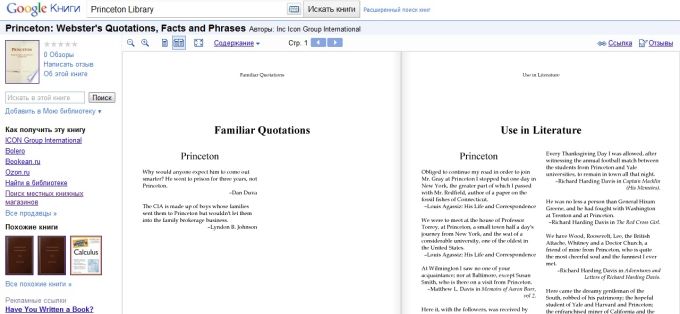 Google Книги
Princeton Library
Искать книги
Расширенный поиск книг
Princeton: Webster's Quotations, Facts and Phrases Авторы: Inc Icon Group International
0 Обзоры
Написать отзыв
Об этой книге
Содержание
Стр. 1
Ссылка
Отзывы
Искать в этой книге
Поиск
Добавить в Мою библиотеку
Как получить эту книгу
ICON Group International
Bolero
Bookean.ru
Ozon.ru
Найти в библиотеке
Поиск местных книжных
магазинов
Все продавцы »
Похожие книги
Calculus
Все похожие книги »
Рекламные ссылки
Have You Written a Book?
Familiar Quotations
Familiar Quotations
Princeton
Why would anyone expect him to come out
smarter? He went to prison for three years, not
Princeton.
–Dan Duva
The CIA is made up of boys whose families
sent them to Princeton but wouldn't let them
into the family brokerage business.
–Lyndon B. Johnson
Use in Literature
Use in Literature
Princeton
Obliged to continue my road in order to join
Mr. Gray at Princeton I stopped but one day in
New York, the greater part of which I passed
with Mr. Redfield, author of a paper on the
fossil fishes of Connecticut.
–Louis Agassiz: His Life and Correspondence
We were to meet at the house of Professor
Torrey, at Princeton, a small town half a day's
journey from New York, and the seat of a
considerable university, one of the oldest in
the United States.
–Louis Agassiz: His Life and Correspondence
At Wilmington I saw no one of your
acquaintance; nor at Baltimore, except Susan
Smith, who is there on a visit from Princeton.
–Matthew L. Davis in Memoirs of Aaron Burr,
vol 2.
Here it, with the followers, was received by
Every Thanksgiving Day I was allowed, after
witnessing the annual football match between
the students from Princeton and Yale
universities, to remain in town all that night.
–Richard Harding Davis in Captain Macklin
(His Memoirs).
He was no less a person than General Hiram
Greene, and he had fought with Washington
at Trenton and at Princeton.
–Richard Harding Davis in The Red Cross Girl.
We have Wood, Roosevelt, Lee, the British
Attache, Whitney and a Doctor Church, a
friend of mine from Princeton, who is quite
the most cheerful soul and the funniest I ever
met.
–Richard Harding Davis in Adventures and
Letters of Richard Harding Davis.
Here came the dreamy gentleman of the
South, robbed of his patrimony; the hopeful
student of Yale and Harvard and Princeton;
the enfranchised miner of California and the